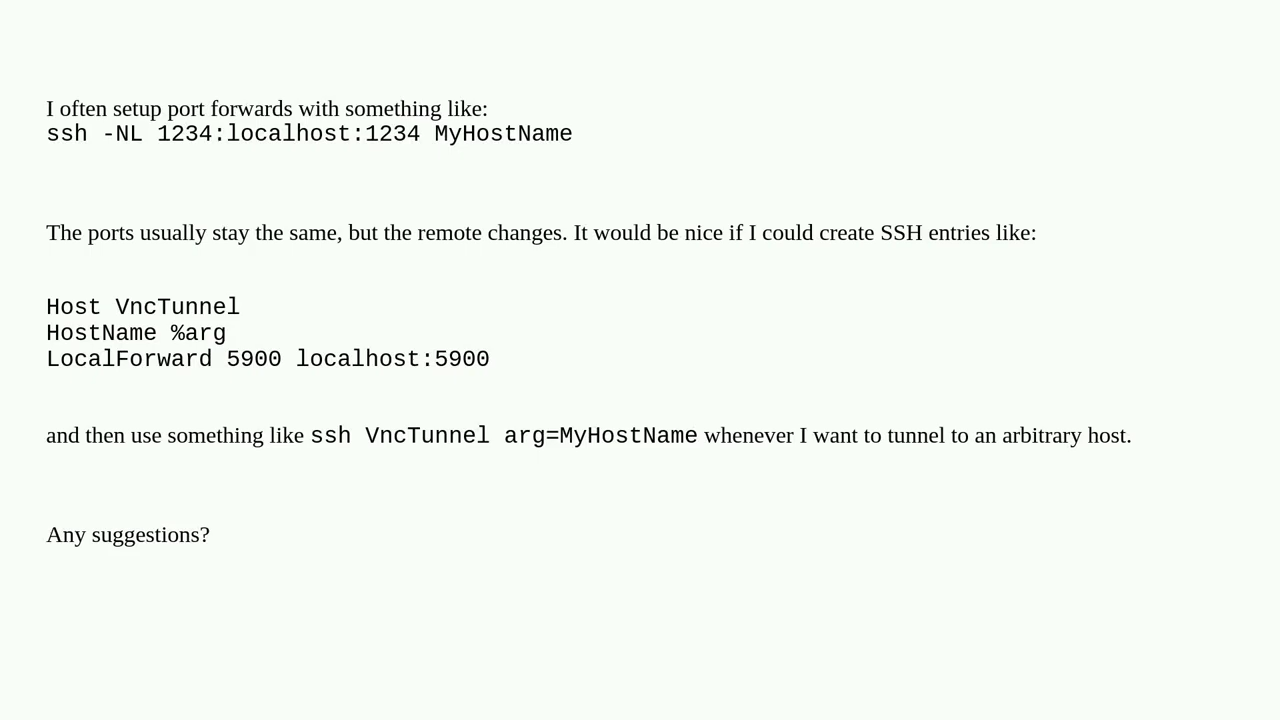 I often setup port forwards with something like:
ssh -NL 1234:localhost:1234 MyHostName
The ports usually stay the same, but the remote changes. It would be nice if I could create SSH entries like:
Host VncTunnel
HostName %arg
LocalForward 5900 localhost:5900
and then use something like ssh VncTunnel arg=MyHostName whenever I want to tunnel to an arbitrary host.
Any suggestions?